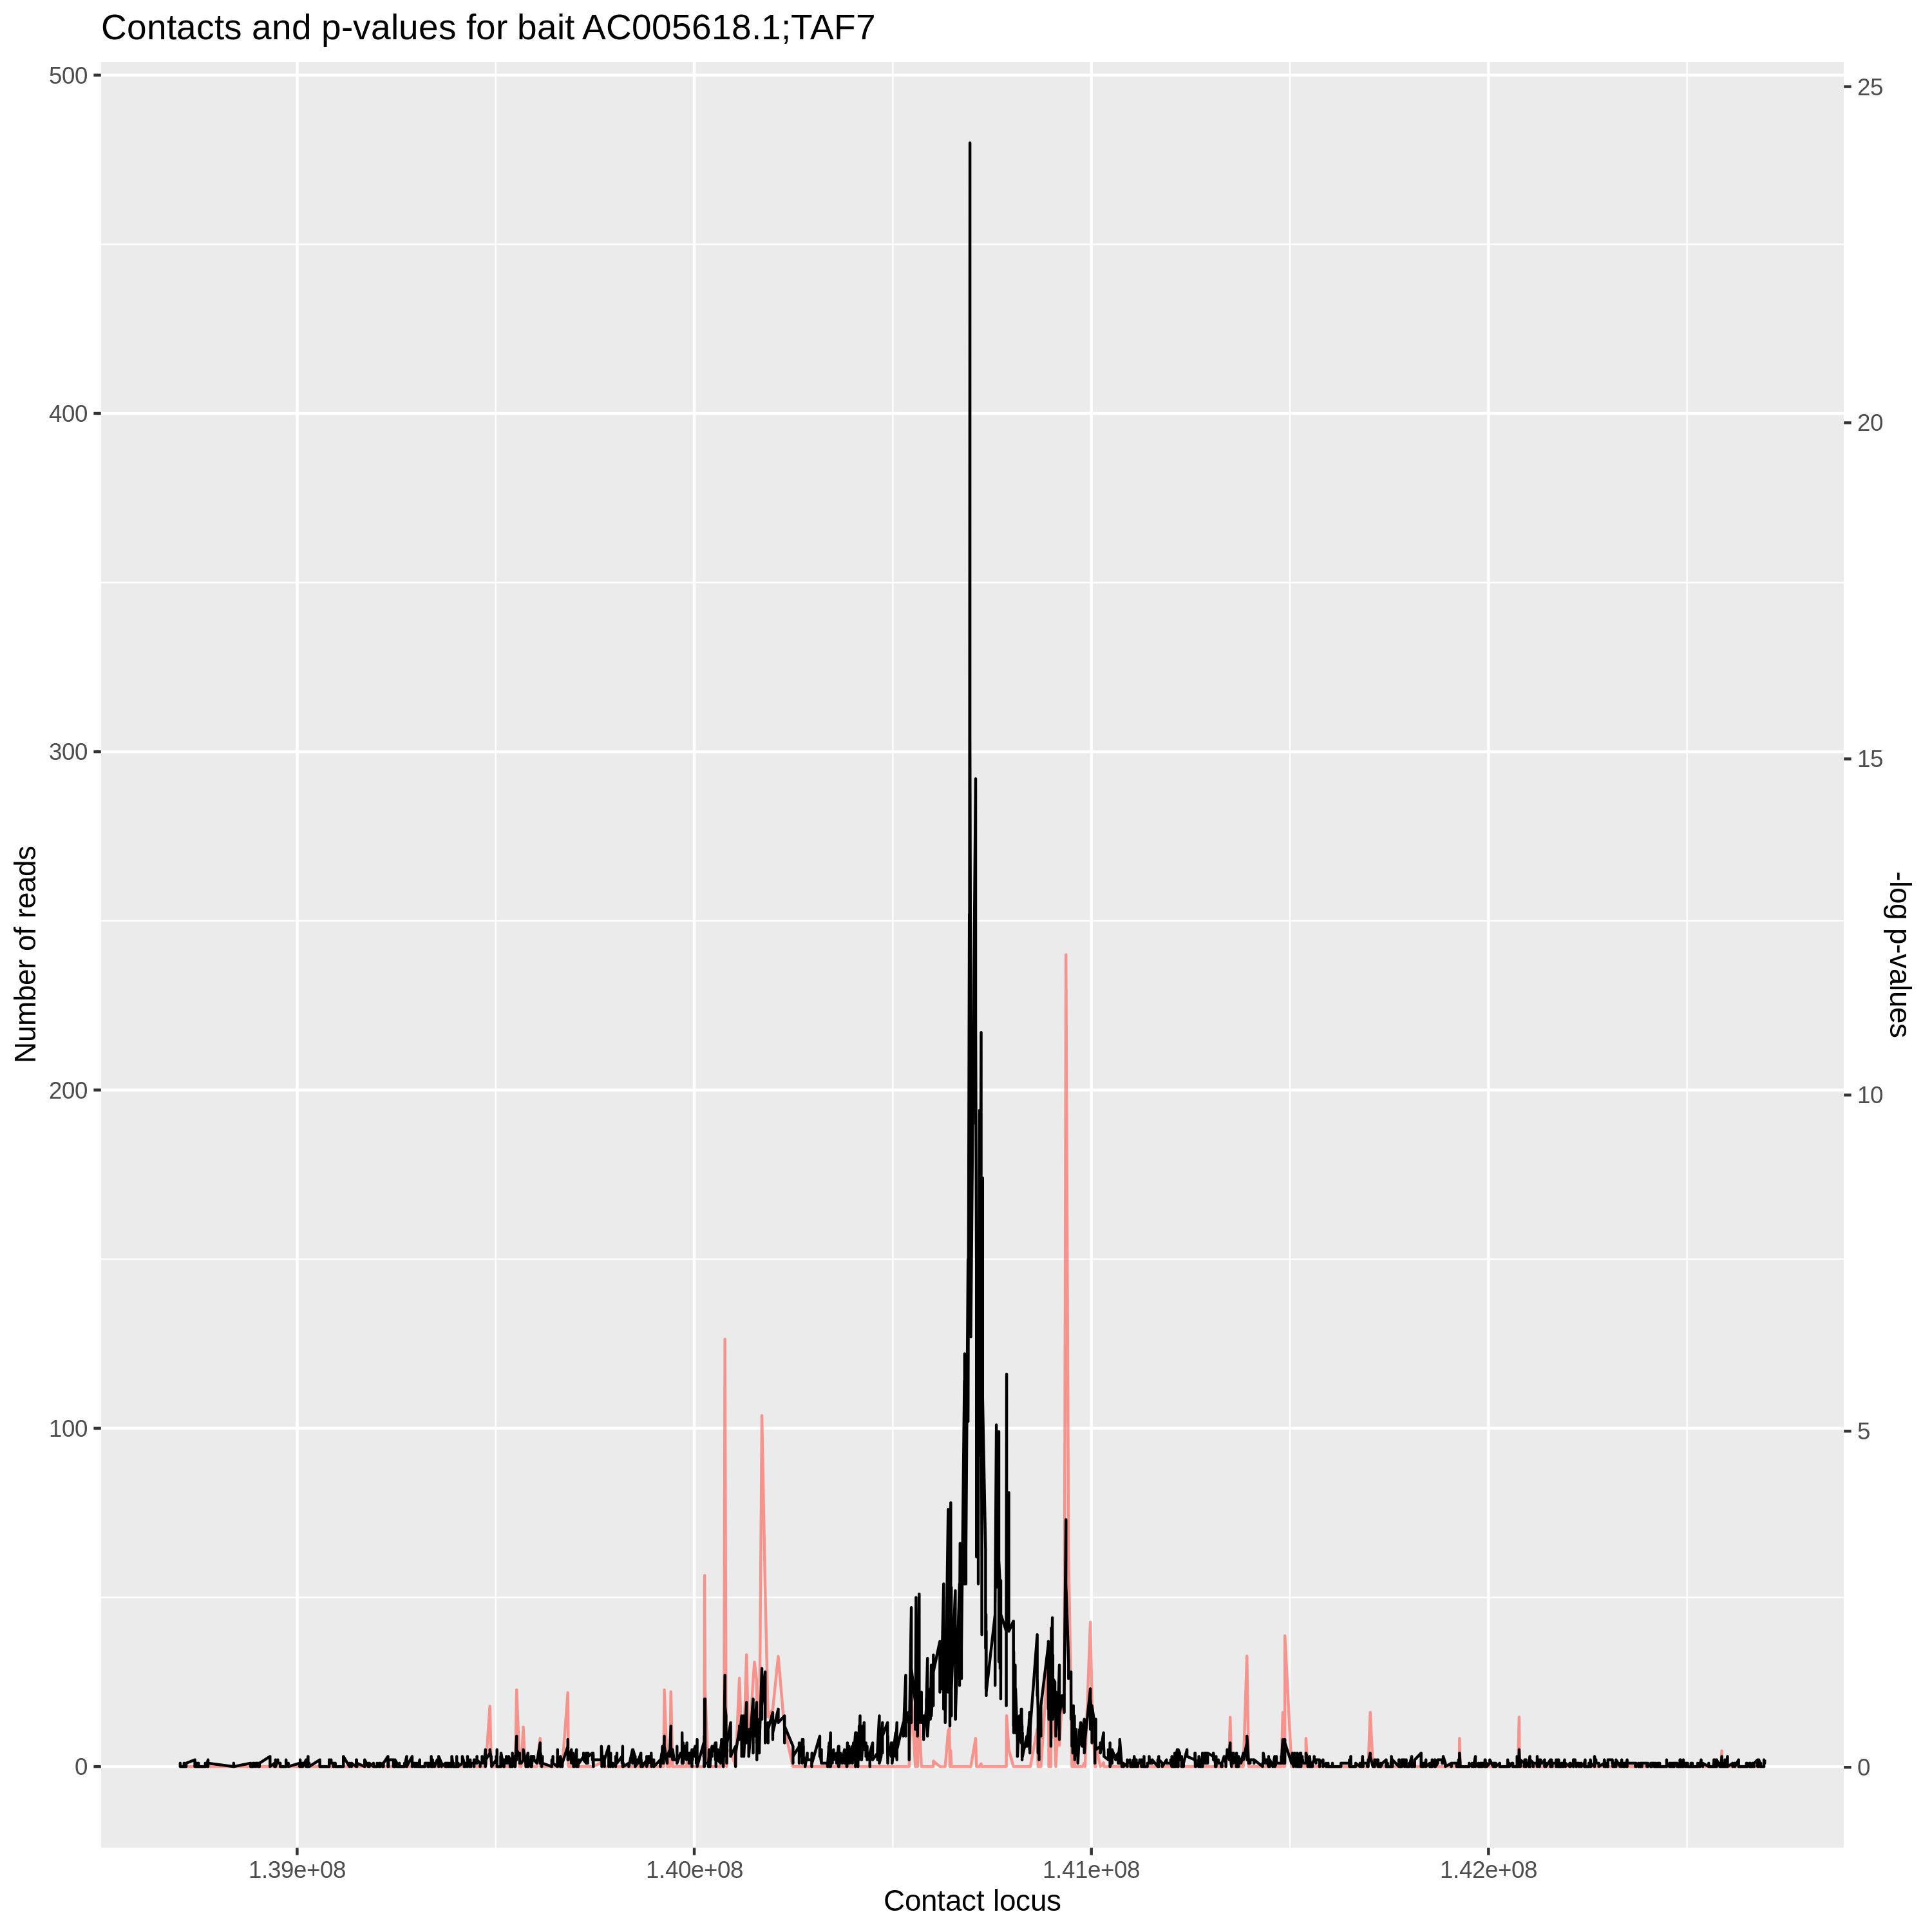 Contacts and p-values for bait AC005618.1;TAF7
500
400
300
200
100
0
Number of reads
25
20
15
10
5
0
-log p-values
1.39e+08
1.40e+08
1.41e+08
1.42e+08
Contact locus